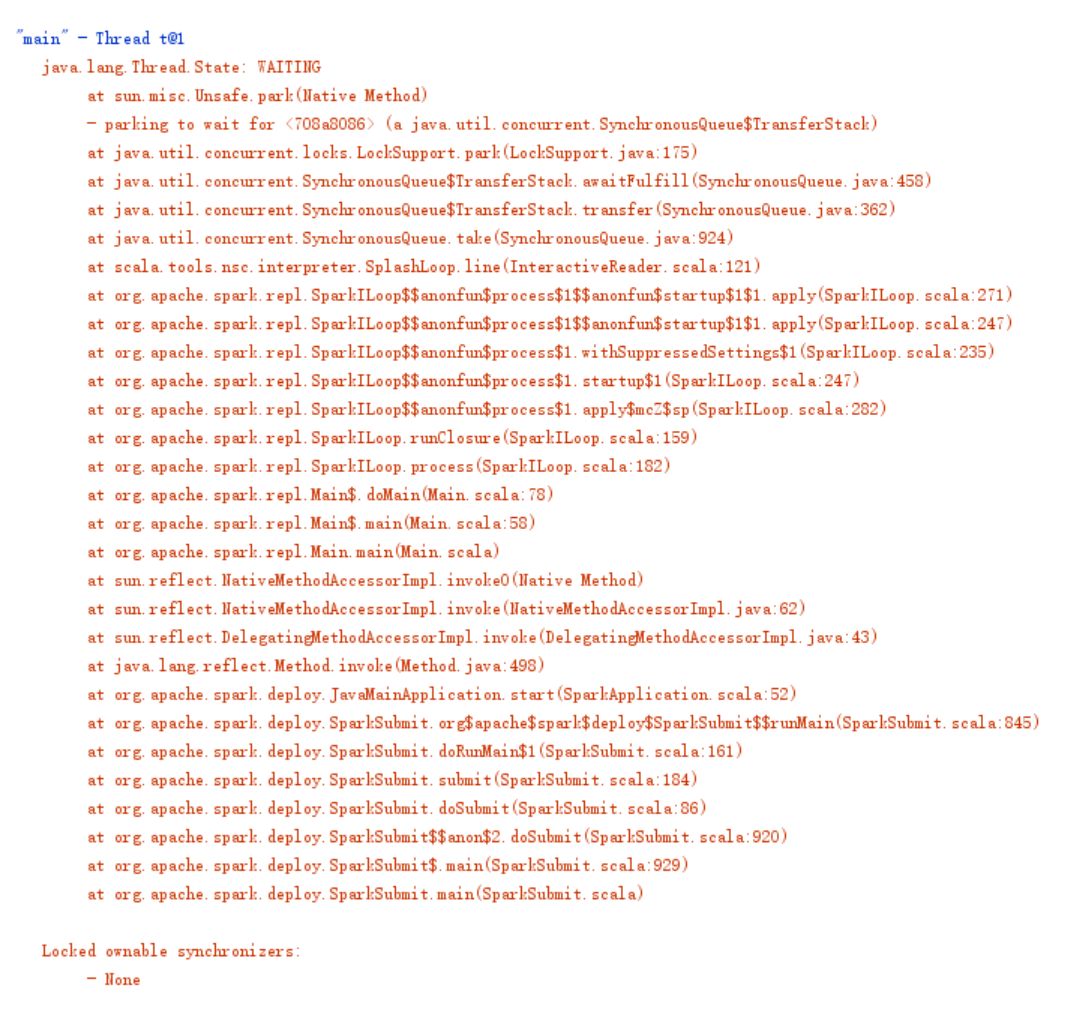 "main" - Thread t@1
java.lang.Thread.State: WAITING
at sun.misc.Unsafe.park(Native Method)
- parking to wait for <708a8086> (a java.util.concurrent.SynchronousQueue$TransferStack)
at java.util.concurrent.locks.LockSupport.park(LockSupport.java:175)
at java.util.concurrent.SynchronousQueue$TransferStack.awaitFulfill(SynchronousQueue.java:458)
at java.util.concurrent.SynchronousQueue$TransferStack.transfer(SynchronousQueue.java:362)
at java.util.concurrent.SynchronousQueue.take(SynchronousQueue.java:924)
at scala.tools.nsc.interpreter.SplashLoop.line(InteractiveReader.scala:121)
at org.apache.spark.repl.SparkILoop$$anonfun$process$1$$anonfun$startup$1$1.apply(SparkILoop.scala:271)
at org.apache.spark.repl.SparkILoop$$anonfun$process$1$$anonfun$startup$1$1.apply(SparkILoop.scala:247)
at org.apache.spark.repl.SparkILoop$$anonfun$process$1.withSuppressedSettings$1(SparkILoop.scala:235)
at org.apache.spark.repl.SparkILoop$$anonfun$process$1.startup$1(SparkILoop.scala:247)
at org.apache.spark.repl.SparkILoop$$anonfun$process$1.apply$mcZ$sp(SparkILoop.scala:282)
at org.apache.spark.repl.SparkILoop.runClosure(SparkILoop.scala:159)
at org.apache.spark.repl.SparkILoop.process(SparkILoop.scala:182)
at org.apache.spark.repl.Main$.doMain(Main.scala:78)
at org.apache.spark.repl.Main$.main(Main.scala:58)
at org.apache.spark.repl.Main.main(Main.scala)
at sun.reflect.NativeMethodAccessorImpl.invoke0(Native Method)
at sun.reflect.NativeMethodAccessorImpl.invoke(NativeMethodAccessorImpl.java:62)
at sun.reflect.DelegatingMethodAccessorImpl.invoke(DelegatingMethodAccessorImpl.java:43)
at java.lang.reflect.Method.invoke(Method.java:498)
at org.apache.spark.deploy.JavaMainApplication.start(SparkApplication.scala:52)
at org.apache.spark.deploy.SparkSubmit.org$apache$spark$deploy$SparkSubmit$$runMain(SparkSubmit.scala:845)
at org.apache.spark.deploy.SparkSubmit.doRunMain$1(SparkSubmit.scala:161)
at org.apache.spark.deploy.SparkSubmit.submit(SparkSubmit.scala:184)
at org.apache.spark.deploy.SparkSubmit.doSubmit(SparkSubmit.scala:86)
at org.apache.spark.deploy.SparkSubmit$$anon$2.doSubmit(SparkSubmit.scala:920)
at org.apache.spark.deploy.SparkSubmit$.main(SparkSubmit.scala:929)
at org.apache.spark.deploy.SparkSubmit.main(SparkSubmit.scala)
Locked ownable synchronizers:
- None